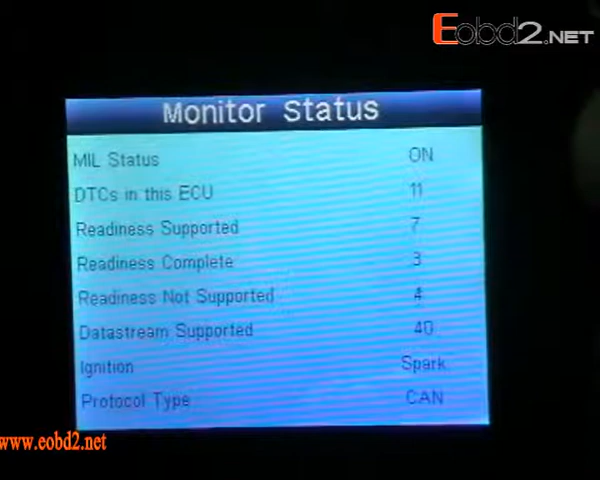 Eobd2.NET
Monitor Status
MIL Status ON
DTCs in this ECU 11
Readiness Supported 7
Readiness Complete 3
Readiness Not Supported 4
Datastream Supported 40
Ignition Spark
Protocol Type CAN
www.eobd2.net